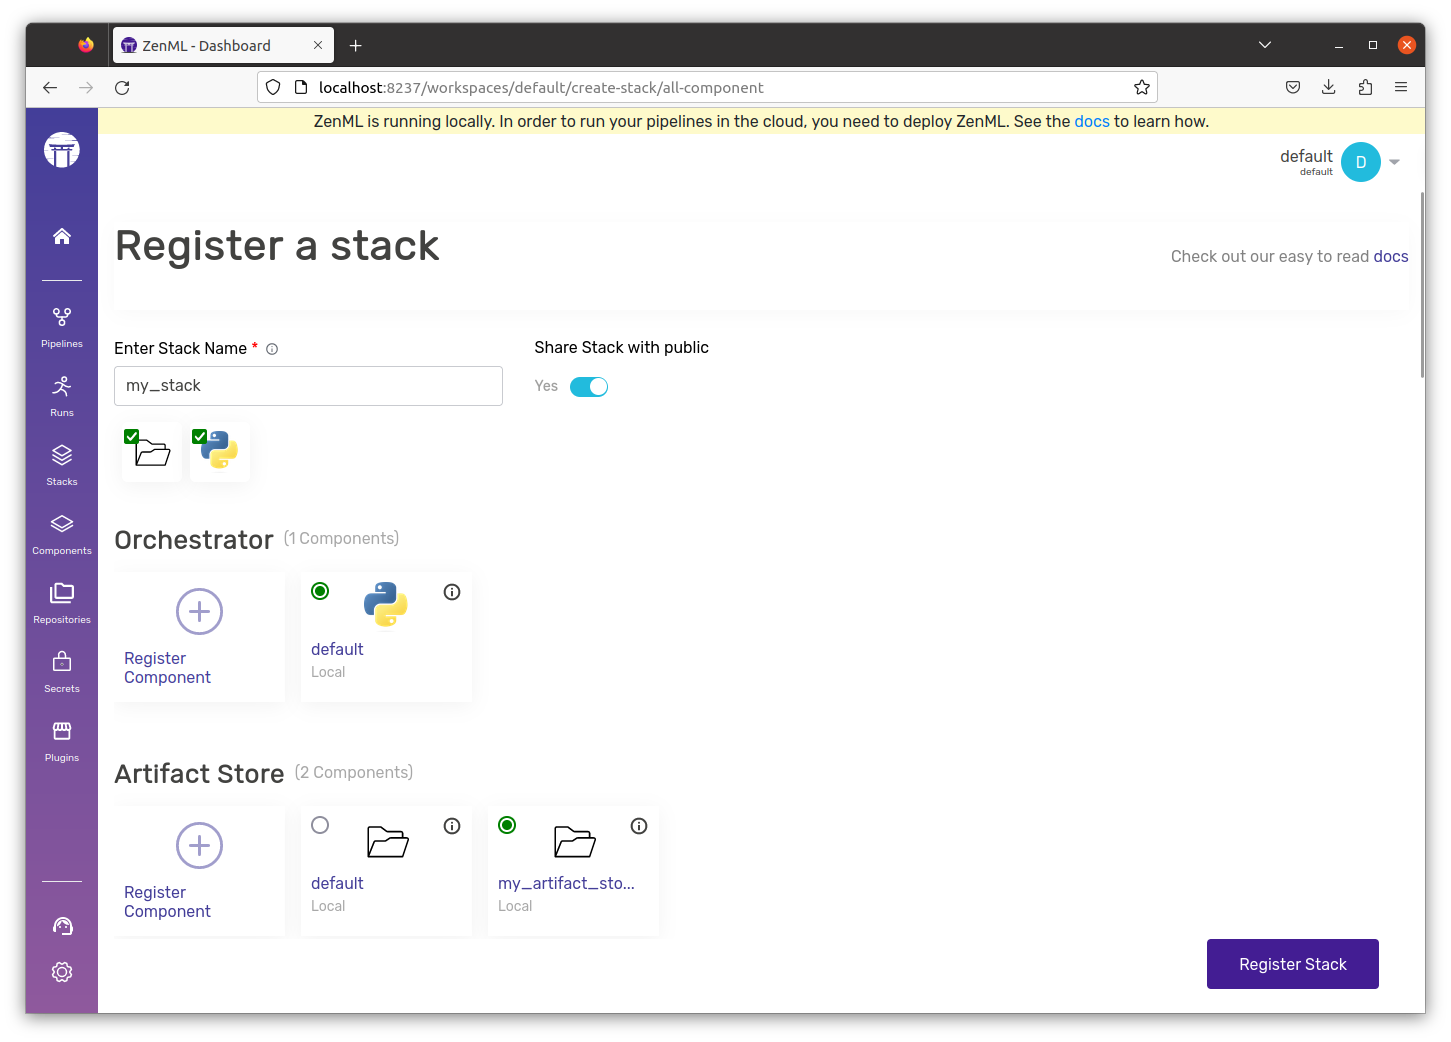 ZenML - Dashboard
localhost:8237/workspaces/default/create-stack/all-component
ZenML is running locally. In order to run your pipelines in the cloud, you need to deploy ZenML. See the docs to learn how.
default
default
D
Register a stack
Check out our easy to read docs
Pipelines
Runs
Stacks
Components
Repositories
Secrets
Plugins
Enter Stack Name *
my_stack
Share Stack with public
Yes
Orchestrator (1 Components)
Register
Component
default
Local
Artifact Store (2 Components)
Register
Component
default
Local
my_artifact_sto...
Local
Register Stack